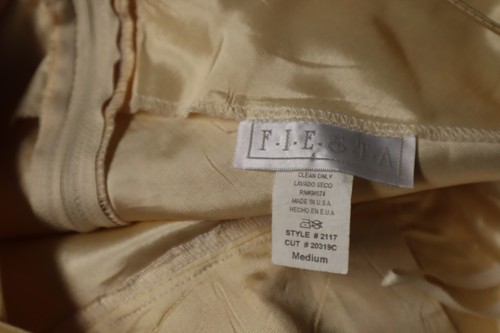 F·I·E·S·T·A
CLEAN ONLY
LAVADO SECO
MADE IN U.S.A
HECHO EN E.U.A
STYLE # 2117
CUT # 20319C
Medium